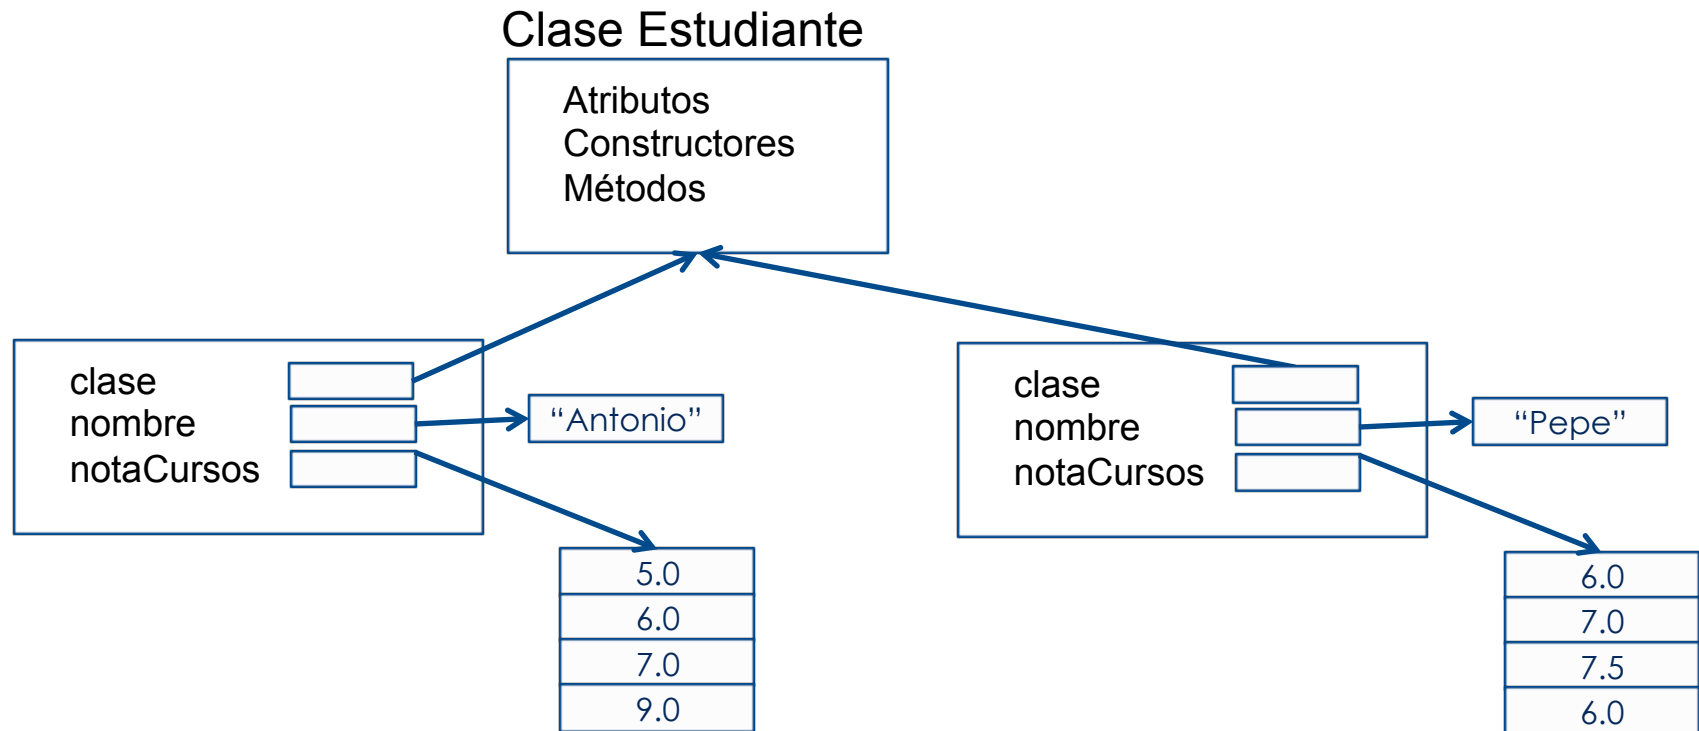 Clase Estudiante
Atributos
Constructores
Métodos
clase
nombre
notaCursos
“Antonio”
5.0
6.0
7.0
9.0
clase
nombre
notaCursos
“Pepe”
6.0
7.0
7.5
6.0